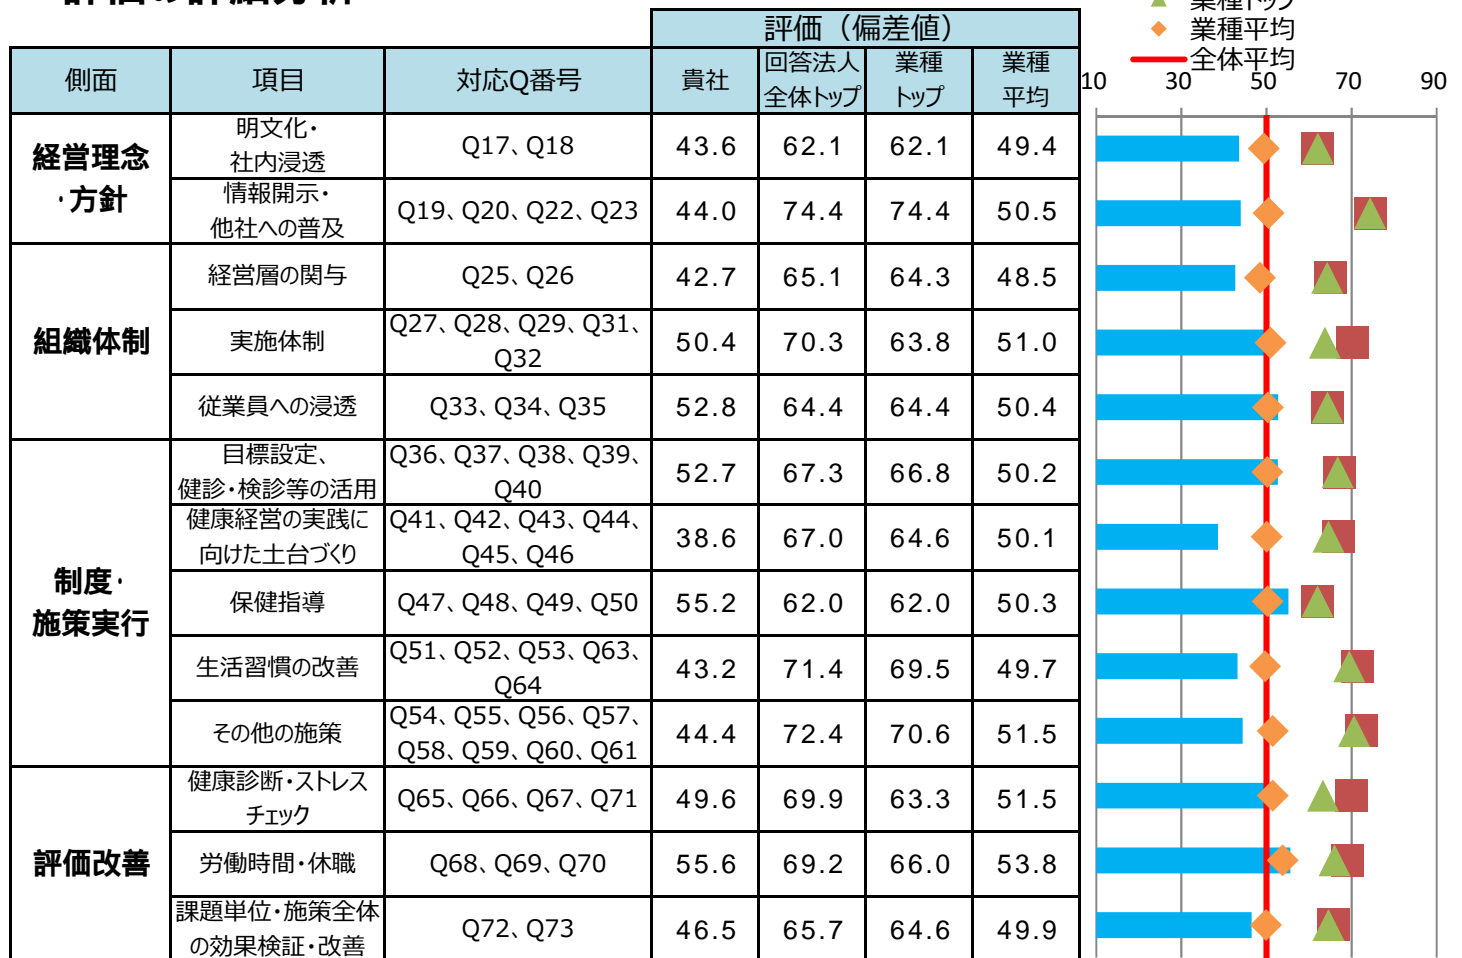 評価の詳細分析
業種トップ
業種平均
全体平均
評価（偏差値）
側面 項目 対応Q番号 貴社 回答法人 業種 業種
全体トップ トップ 平均
10 30 50 70 90
経営理念
・方針
明文化・
社内浸透
Q17、Q18 43.6 62.1 62.1 49.4
情報開示・
他社への普及
Q19、Q20、Q22、Q23 44.0 74.4 74.4 50.5
組織体制
経営層の関与 Q25、Q26 42.7 65.1 64.3 48.5
実施体制
Q27、Q28、Q29、Q31、
Q32
50.4 70.3 63.8 51.0
従業員への浸透 Q33、Q34、Q35 52.8 64.4 64.4 50.4
制度・
施策実行
目標設定、
健診・検診等の活用
Q36、Q37、Q38、Q39、
Q40
52.7 67.3 66.8 50.2
健康経営の実践に
向けた土台づくり
Q41、Q42、Q43、Q44、
Q45、Q46
38.6 67.0 64.6 50.1
保健指導 Q47、Q48、Q49、Q50 55.2 62.0 62.0 50.3
生活習慣の改善
Q51、Q52、Q53、Q63、
Q64
43.2 71.4 69.5 49.7
その他の施策
Q54、Q55、Q56、Q57、
Q58、Q59、Q60、Q61
44.4 72.4 70.6 51.5
評価改善
健康診断・ストレス
チェック
Q65、Q66、Q67、Q71 49.6 69.9 63.3 51.5
労働時間・休職 Q68、Q69、Q70 55.6 69.2 66.0 53.8
課題単位・施策全体
の効果検証・改善
Q72、Q73 46.5 65.7 64.6 49.9